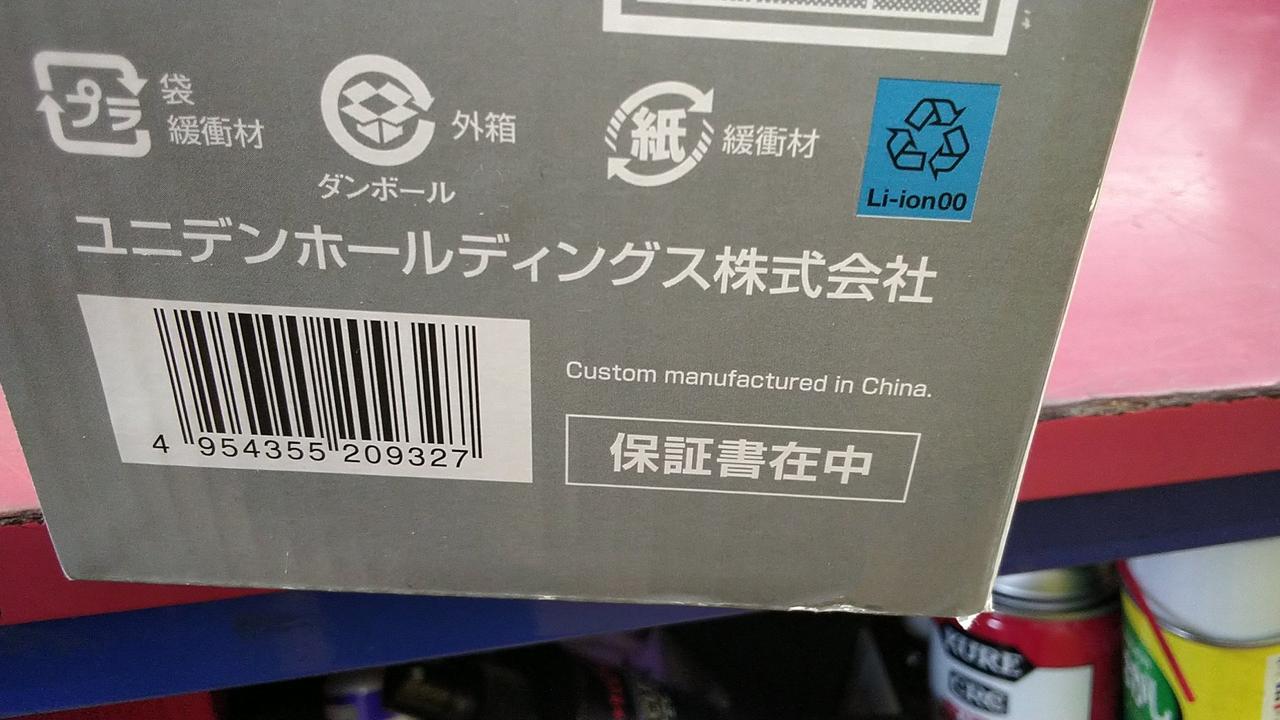 プラ
袋
緩衝材
外箱
ダンボール
紙
緩衝材
Li-ion00
ユニデンホールディングス株式会社
4 954355 209327
Custom manufactured in China.
保証書在中
KURE
CRC